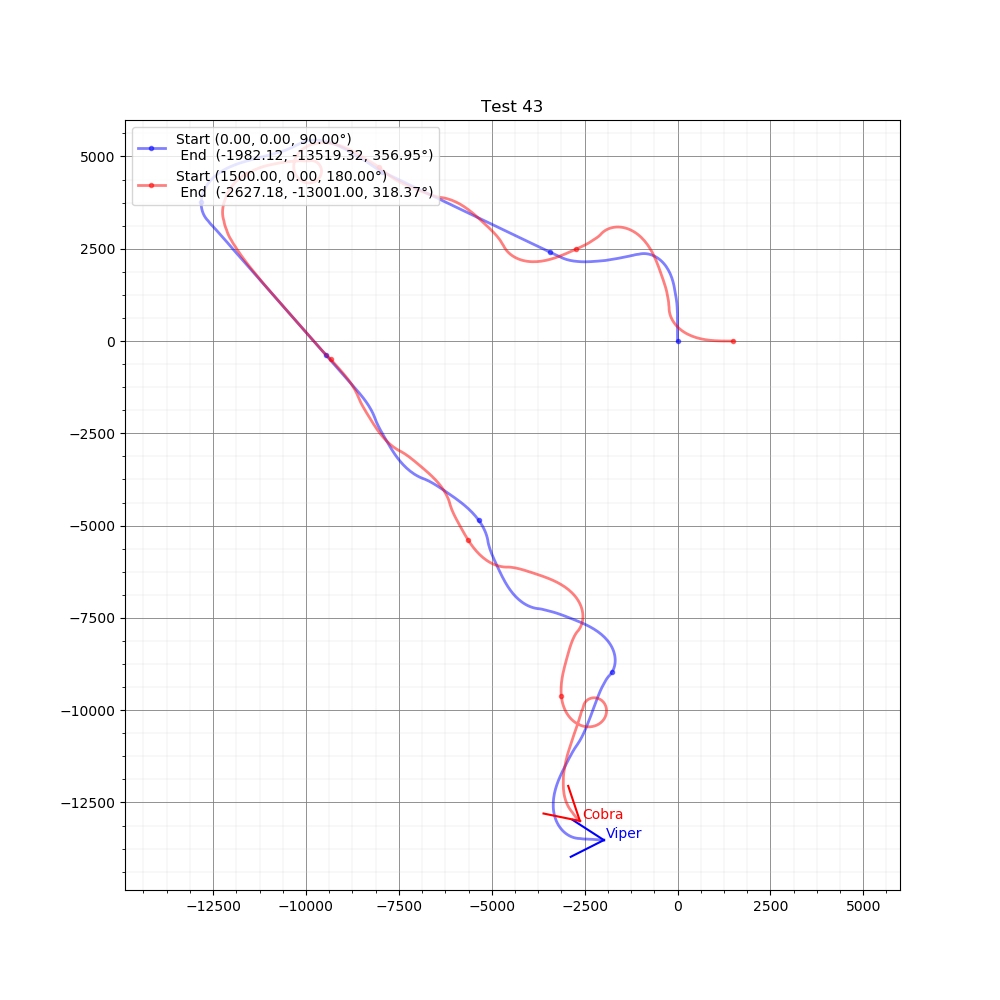 Test 43
Start (0.00, 0.00, 90.00°)
End  (-1982.12, -13519.32, 356.95°)
Start (1500.00, 0.00, 180.00°)
End  (-2627.18, -13001.00, 318.37°)
5000
2500
0
−2500
−5000
−7500
−10000
−12500
Cobra
Viper
−12500 −10000 −7500 −5000 −2500 0 2500 5000